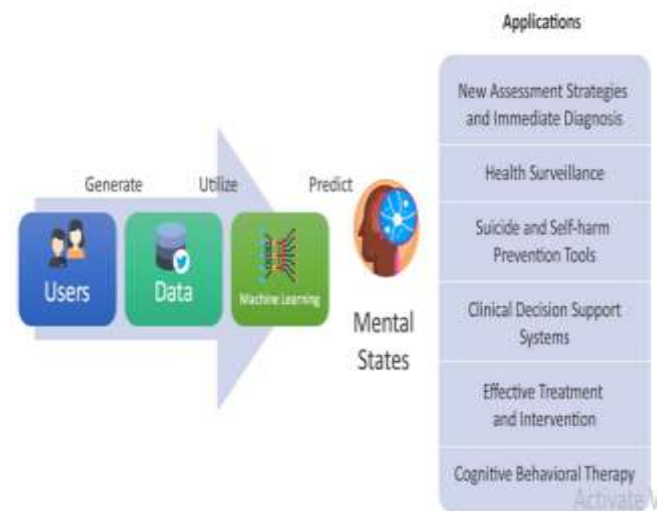 Applications
New Assessment Strategies
and Immediate Diagnosis
Health Surveillance
Suicide and Self-harm
Prevention Tools
Clinical Decision Support
Systems
Effective Treatment
and Intervention
Cognitive Behavioral Therapy
Generate
Utilize
Predict
Users
Data
Machine Learning
Mental
States
Activate